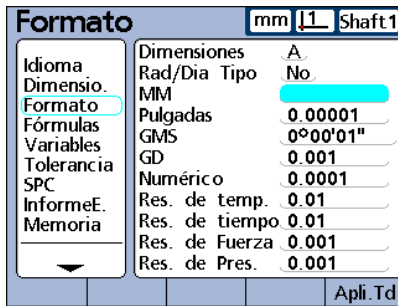 Formato
mm
1
Shaft1
Idioma
Dimensio.
Formato
Fórmulas
Variables
Tolerancia
SPC
InformeE.
Memoria
Dimensiones A
Rad/Dia Tipo No
MM
Pulgadas 0.00001
GMS 0°00'01"
GD 0.001
Numérico 0.0001
Res. de temp. 0.01
Res. de tiempo 0.01
Res. de Fuerza 0.001
Res. de Pres. 0.001
Apli.Td